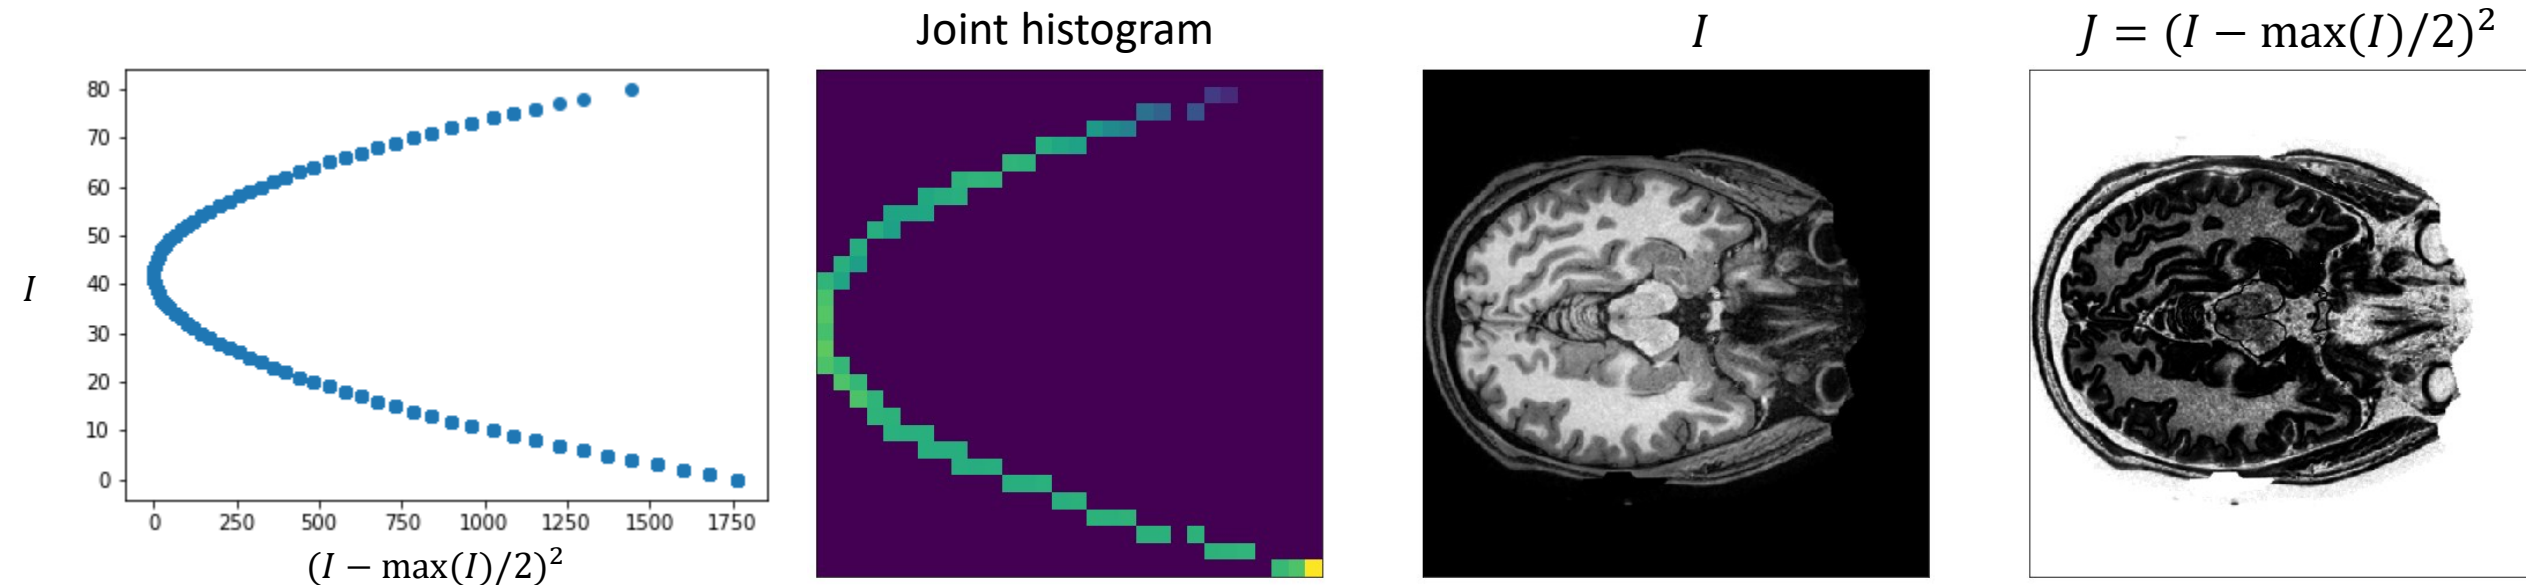 Joint histogram
I
J = (I − max(I)/2)²
80
70
60
50
40
30
20
10
0
I
0 250 500 750 1000 1250 1500 1750
(I − max(I)/2)²